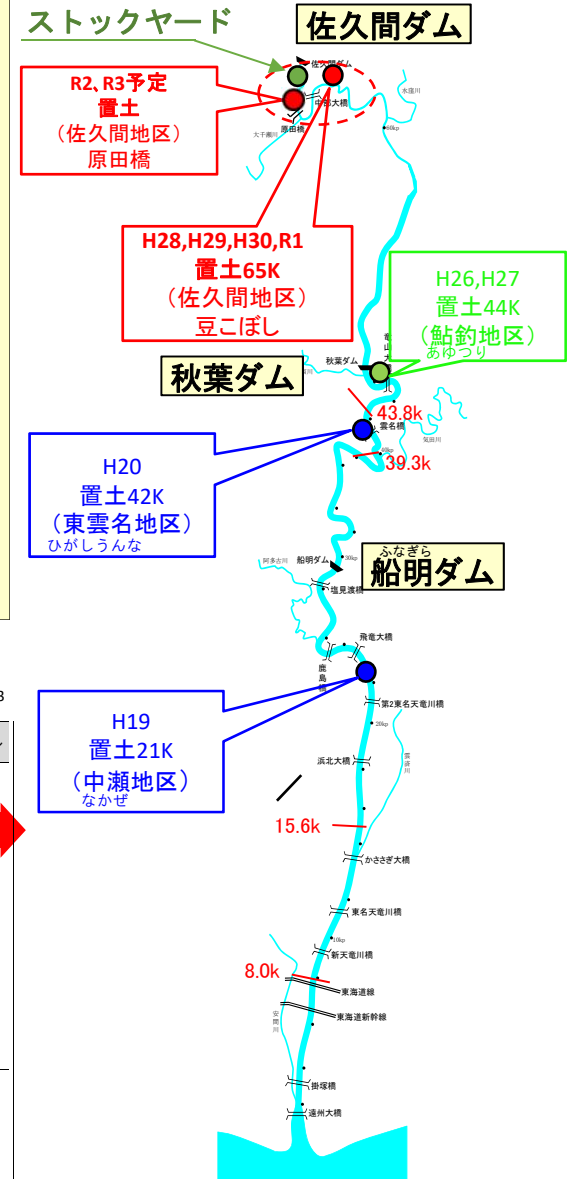 ストックヤード
佐久間ダム
佐久間ダム
R2、R3予定
置土
(佐久間地区)
原田橋
中部大橋
水窪川
原田橋
大千瀬川
60kp
H28,H29,H30,R1
置土65K
(佐久間地区)
豆こぼし
H26,H27
置土44K
(鮎釣地区)
あゆつり
秋葉ダム
秋葉ダム
43.8k
雲名橋
気田川
39.3k
H20
置土42K
(東雲名地区)
ひがしうんな
船明ダム
30kp
ふなぎら
船明ダム
阿多古川
塩見渡橋
飛竜大橋
鹿島橋
H19
置土21K
(中瀬地区)
なかぜ
第2東名天竜川橋
20kp
浜北大橋
15.6k
かささぎ大橋
東名天竜川橋
10kp
新天竜川橋
8.0k
東海道線
東海道新幹線
安間川
掛塚橋
遠州大橋